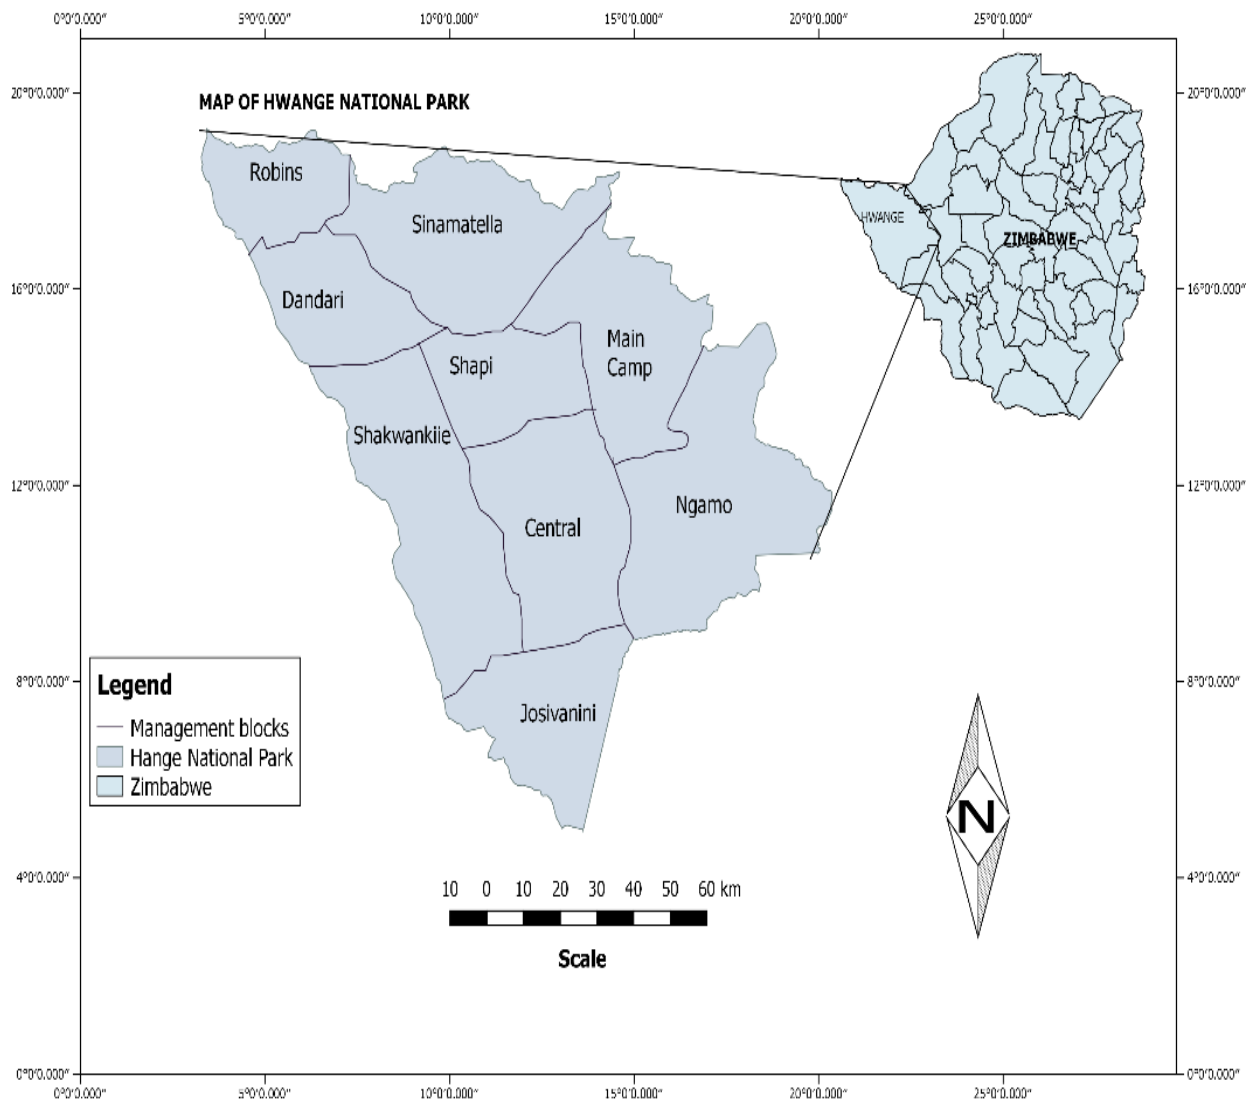 0°0'0.000" 5°0'0.000" 10°0'0.000" 15°0'0.000" 20°0'0.000" 25°0'0.000"
20°0'0.000" 20°0'0.000"
MAP OF HWANGE NATIONAL PARK
Robins
Sinamatella
HWANGE
ZIMBABWE
16°0'0.000" 16°0'0.000"
Dandari
Main
Camp
Shapi
Shakwankiie
12°0'0.000" 12°0'0.000"
Ngamo
Central
8°0'0.000" 8°0'0.000"
Legend
Management blocks
Hange National Park
Zimbabwe
Josivanini
N
4°0'0.000" 4°0'0.000"
10 0 10 20 30 40 50 60 km
Scale
0°0'0.000" 0°0'0.000"
0°0'0.000" 5°0'0.000" 10°0'0.000" 15°0'0.000" 20°0'0.000" 25°0'0.000"